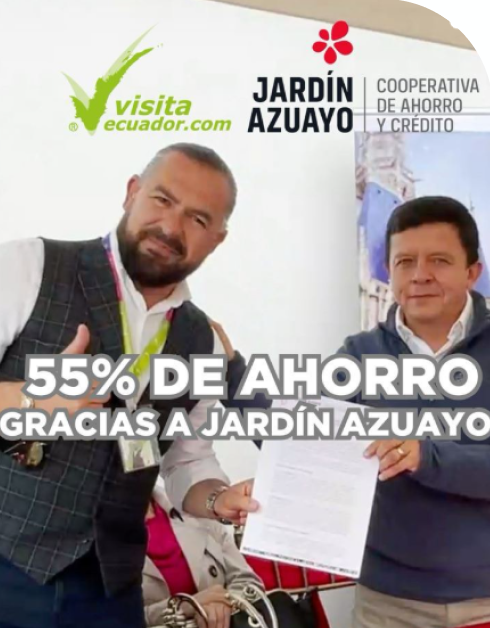 visita
ecuador.com
®
JARDÍN
AZUAYO
COOPERATIVA
DE AHORRO
Y CRÉDITO
55% DE AHORRO
GRACIAS A JARDÍN AZUAYO